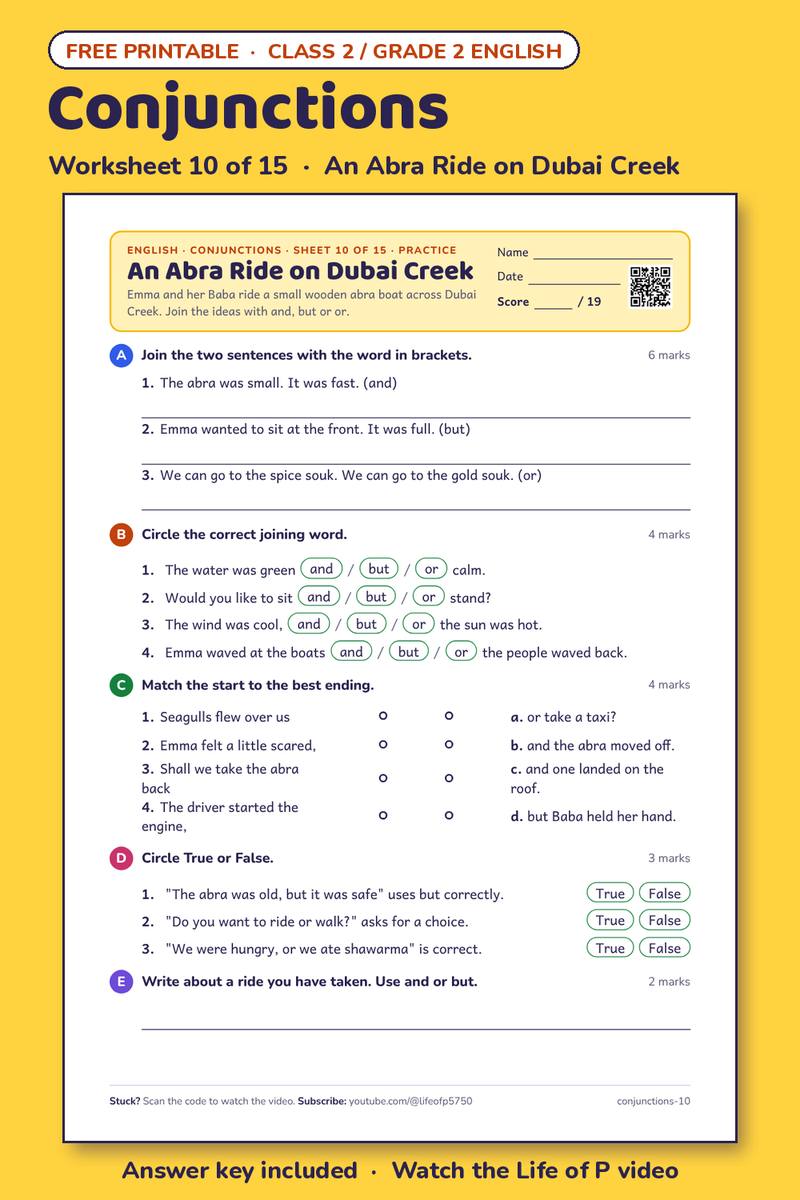 FREE PRINTABLE · CLASS 2 / GRADE 2 ENGLISH
Conjunctions
Worksheet 10 of 15 · An Abra Ride on Dubai Creek
ENGLISH · CONJUNCTIONS · SHEET 10 OF 15 · PRACTICE
An Abra Ride on Dubai Creek
Emma and her Baba ride a small wooden abra boat across Dubai
Creek. Join the ideas with and, but or or.
Name
Date
Score / 19
A Join the two sentences with the word in brackets. 6 marks
1. The abra was small. It was fast. (and)
2. Emma wanted to sit at the front. It was full. (but)
3. We can go to the spice souk. We can go to the gold souk. (or)
B Circle the correct joining word. 4 marks
1. The water was green and / but / or calm.
2. Would you like to sit and / but / or stand?
3. The wind was cool, and / but / or the sun was hot.
4. Emma waved at the boats and / but / or the people waved back.
C Match the start to the best ending. 4 marks
1. Seagulls flew over us a. or take a taxi?
2. Emma felt a little scared, b. and the abra moved off.
3. Shall we take the abra c. and one landed on the
back roof.
4. The driver started the d. but Baba held her hand.
engine,
D Circle True or False. 3 marks
1. "The abra was old, but it was safe" uses but correctly. True False
2. "Do you want to ride or walk?" asks for a choice. True False
3. "We were hungry, or we ate shawarma" is correct. True False
E Write about a ride you have taken. Use and or but. 2 marks
Stuck? Scan the code to watch the video. Subscribe: youtube.com/@lifeofp5750 conjunctions-10
Answer key included · Watch the Life of P video